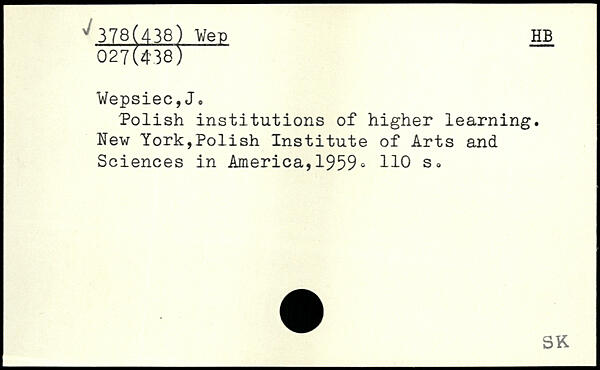 ✓ 378(438) Wep HB
027(438)
Wepsiec,J.
Polish institutions of higher learning.
New York,Polish Institute of Arts and
Sciences in America,1959. 110 s.
SK